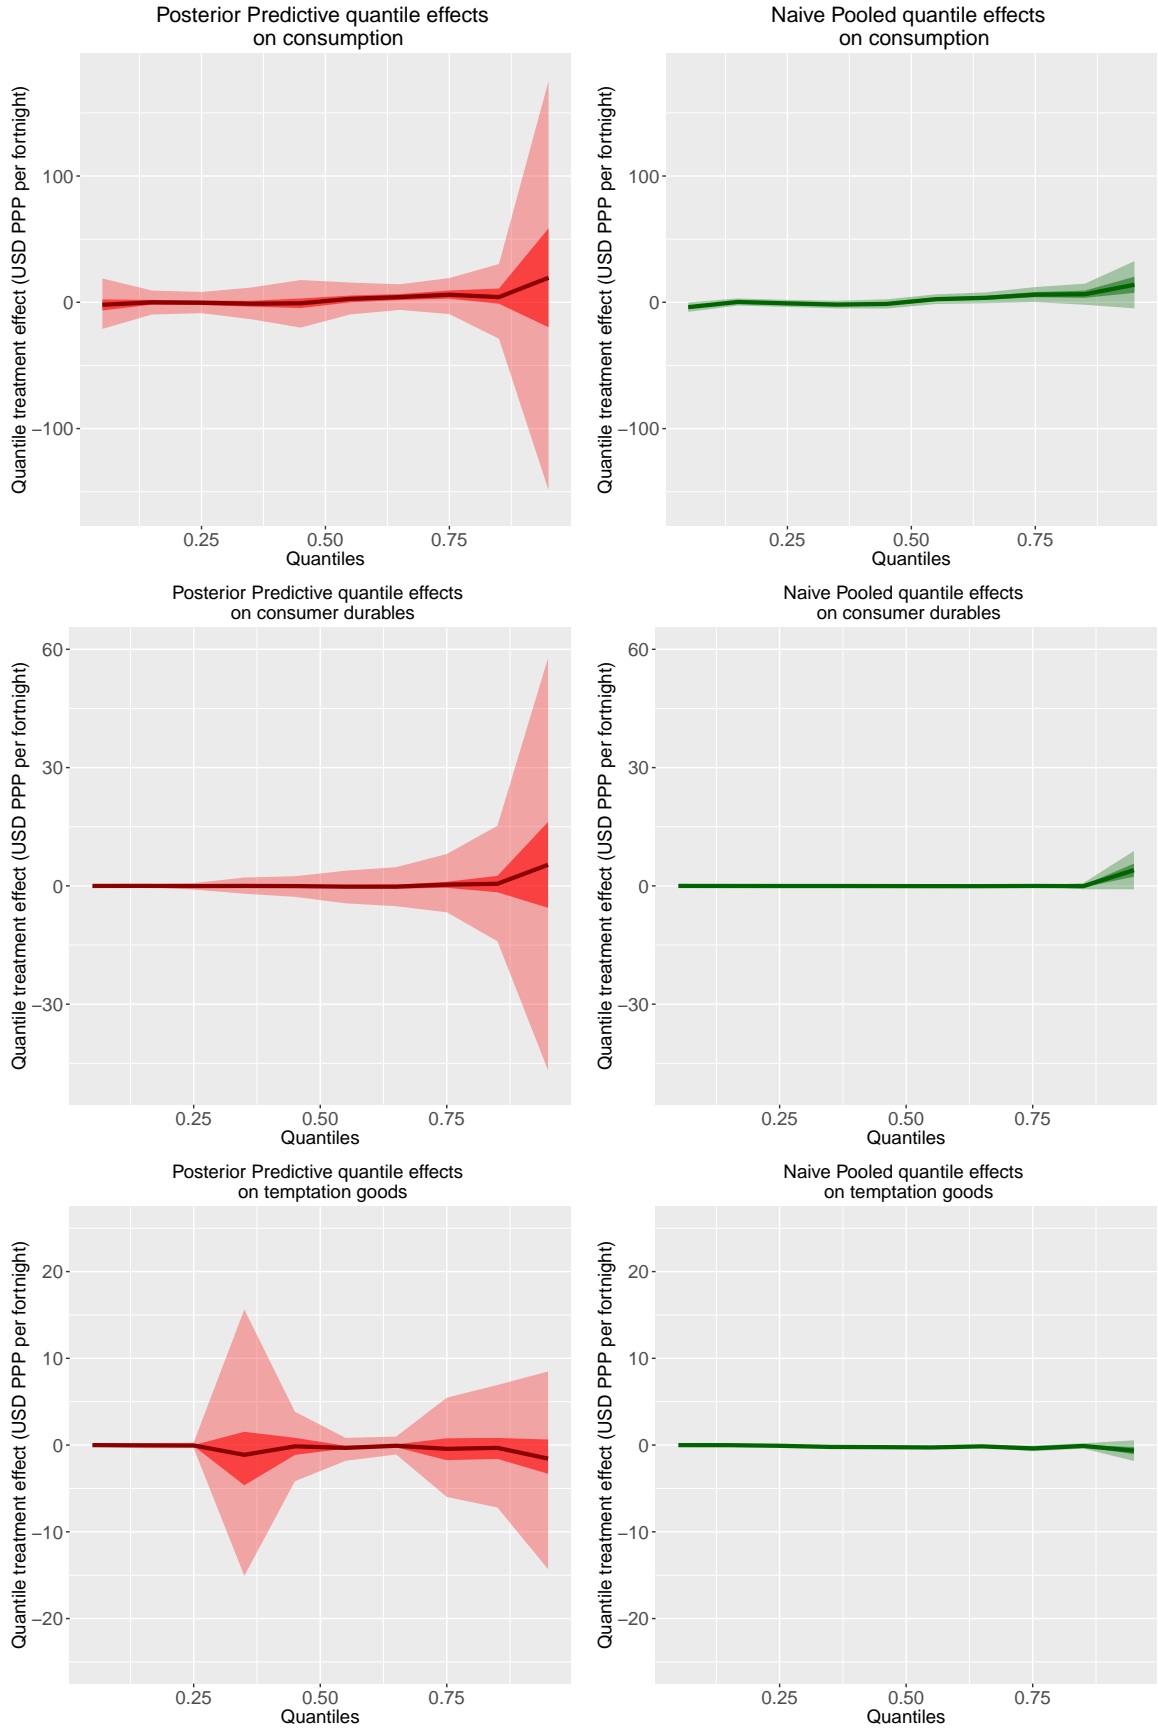 Posterior Predictive quantile effects
on consumption
Quantile treatment effect (USD PPP per fortnight)
100
0
−100
0.25
0.50
0.75
Quantiles
Naive Pooled quantile effects
on consumption
Quantile treatment effect (USD PPP per fortnight)
100
0
−100
0.25
0.50
0.75
Quantiles
Posterior Predictive quantile effects
on consumer durables
Quantile treatment effect (USD PPP per fortnight)
60
30
0
−30
0.25
0.50
0.75
Quantiles
Naive Pooled quantile effects
on consumer durables
Quantile treatment effect (USD PPP per fortnight)
60
30
0
−30
0.25
0.50
0.75
Quantiles
Posterior Predictive quantile effects
on temptation goods
Quantile treatment effect (USD PPP per fortnight)
20
10
0
−10
−20
0.25
0.50
0.75
Quantiles
Naive Pooled quantile effects
on temptation goods
Quantile treatment effect (USD PPP per fortnight)
20
10
0
−10
−20
0.25
0.50
0.75
Quantiles